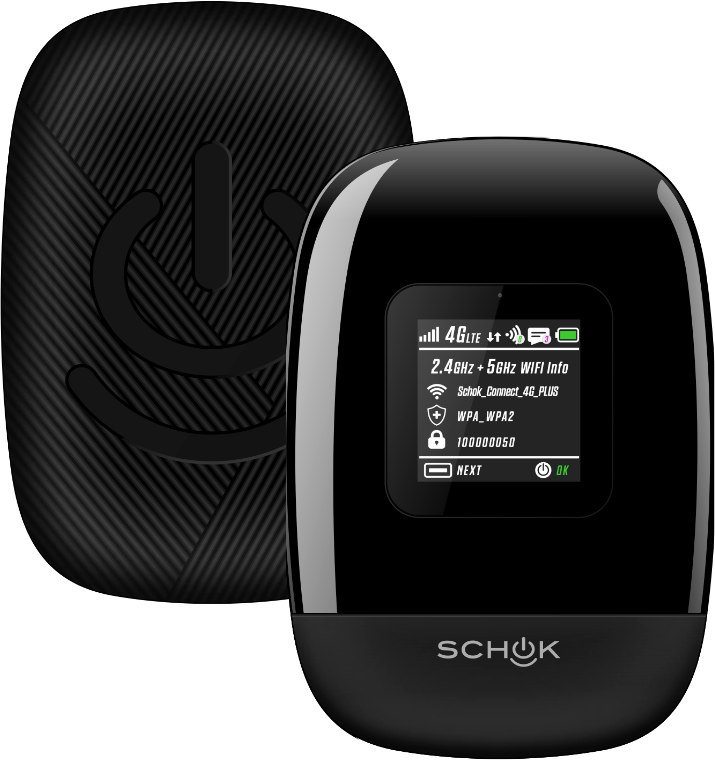 4G LTE
2.4GHz + 5GHz WIFI Info
Schok_Connect_4G_PLUS
WPA_WPA2
100000050
NEXT OK
SCHOK